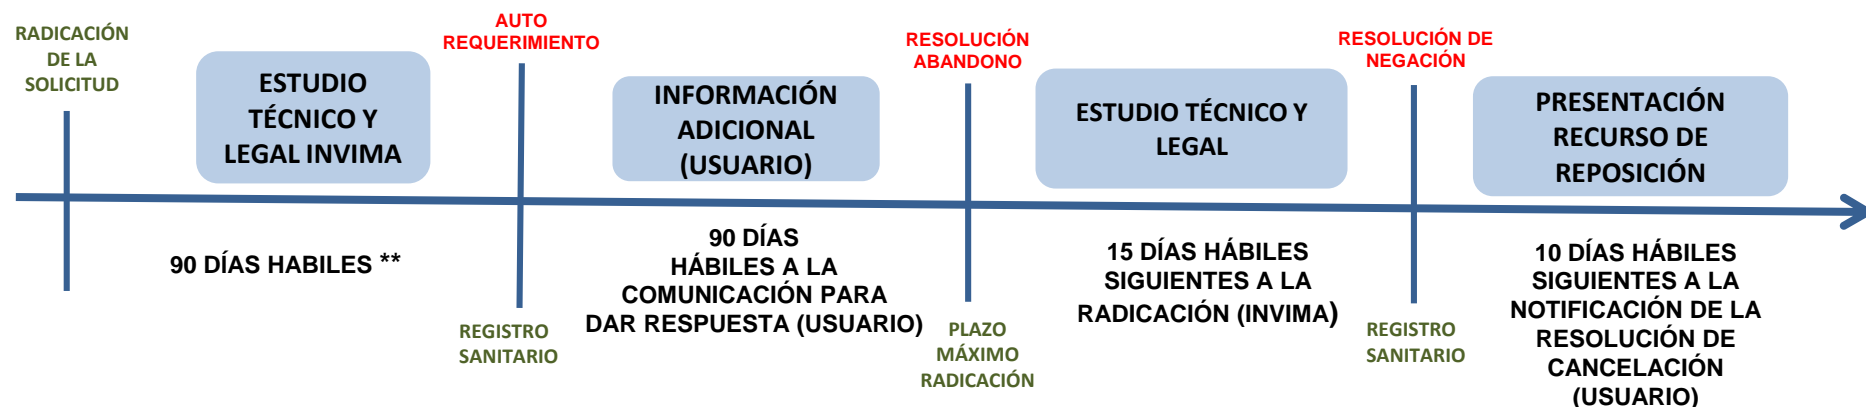 RADICACIÓN
DE LA
SOLICITUD
ESTUDIO
TÉCNICO Y
LEGAL INVIMA
90 DÍAS HABILES **
AUTO
REQUERIMIENTO
REGISTRO
SANITARIO
INFORMACIÓN
ADICIONAL
(USUARIO)
90 DÍAS
HÁBILES A LA
COMUNICACIÓN PARA
DAR RESPUESTA (USUARIO)
RESOLUCIÓN
ABANDONO
PLAZO
MÁXIMO
RADICACIÓN
ESTUDIO TÉCNICO Y
LEGAL
15 DÍAS HÁBILES
SIGUIENTES A LA
RADICACIÓN (INVIMA)
RESOLUCIÓN DE
NEGACIÓN
REGISTRO
SANITARIO
PRESENTACIÓN
RECURSO DE
REPOSICIÓN
10 DÍAS HÁBILES
SIGUIENTES A LA
NOTIFICACIÓN DE LA
RESOLUCIÓN DE
CANCELACIÓN
(USUARIO)